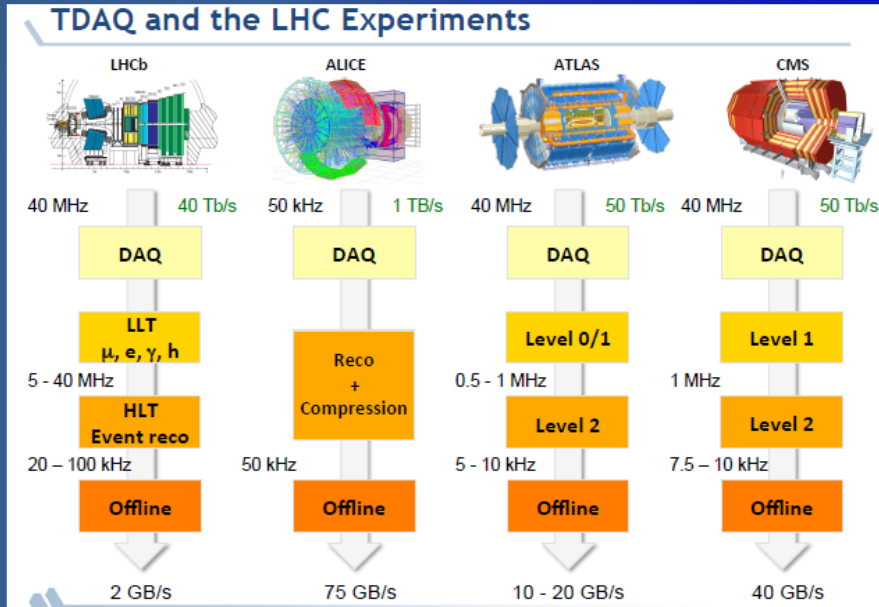 TDAQ and the LHC Experiments
LHCb ALICE ATLAS CMS
40 MHz 40 Tb/s 50 kHz 1 TB/s 40 MHz 50 Tb/s 40 MHz 50 Tb/s
DAQ DAQ DAQ DAQ
LLT
μ, e, γ, h
Reco
+
Compression
Level 0/1 Level 1
5 - 40 MHz 0.5 - 1 MHz 1 MHz
HLT
Event reco
Level 2 Level 2
20 – 100 kHz 50 kHz 5 - 10 kHz 7.5 – 10 kHz
Offline Offline Offline Offline
2 GB/s 75 GB/s 10 - 20 GB/s 40 GB/s